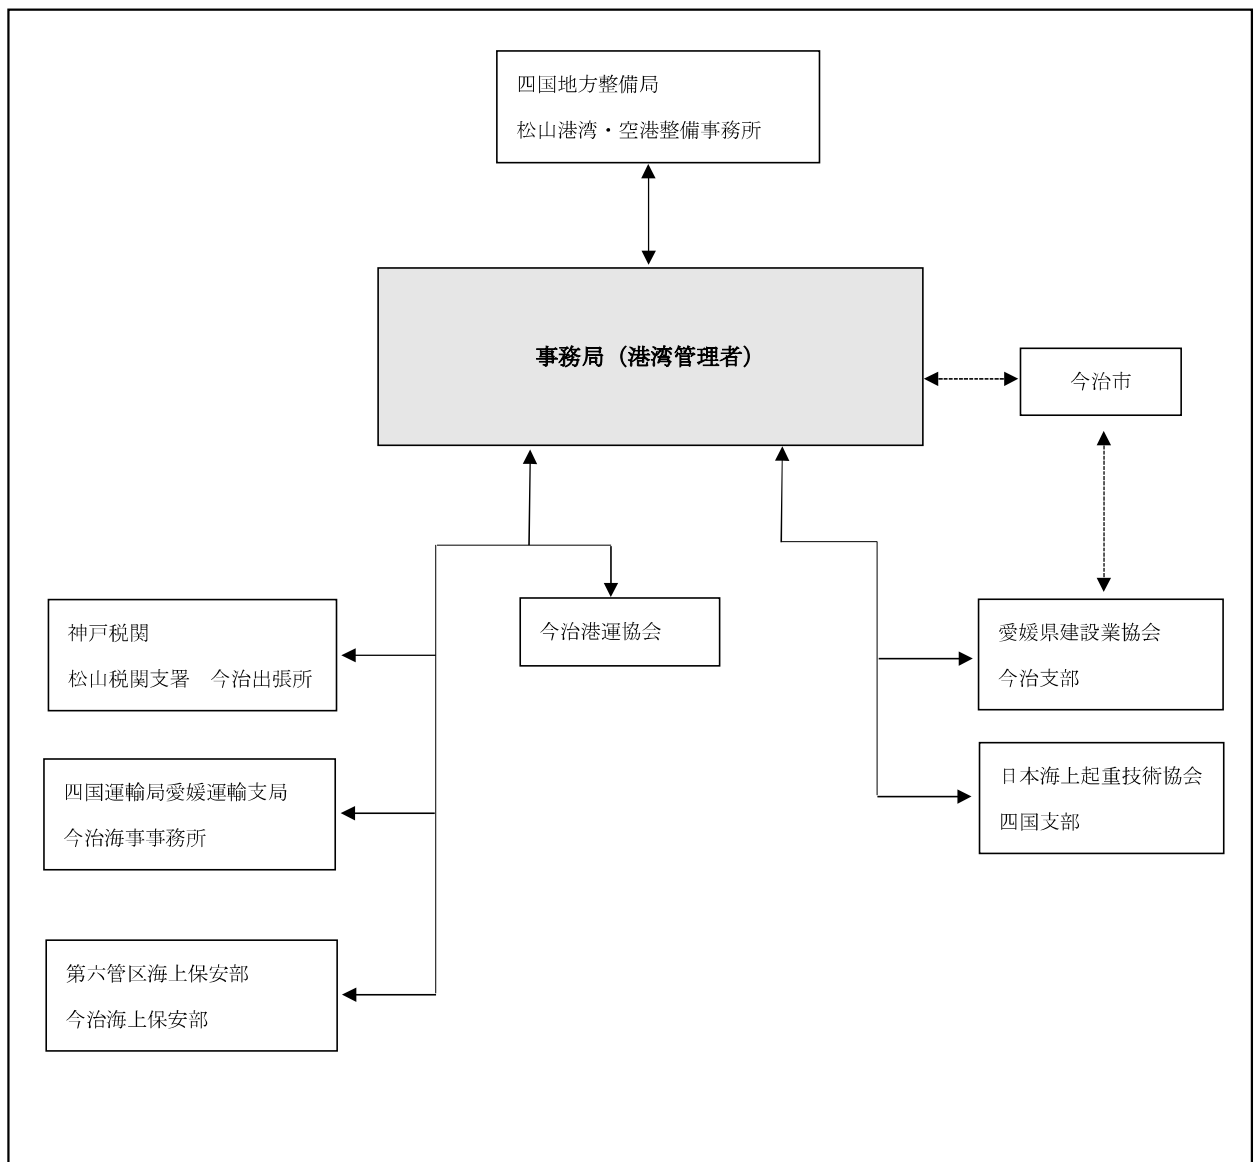 四国地方整備局
松山港湾・空港整備事務所
事務局（港湾管理者）
今治市
神戸税関
松山税関支署　今治出張所
今治港運協会
愛媛県建設業協会
今治支部
四国運輸局愛媛運輸支局
今治海事事務所
日本海上起重技術協会
四国支部
第六管区海上保安部
今治海上保安部